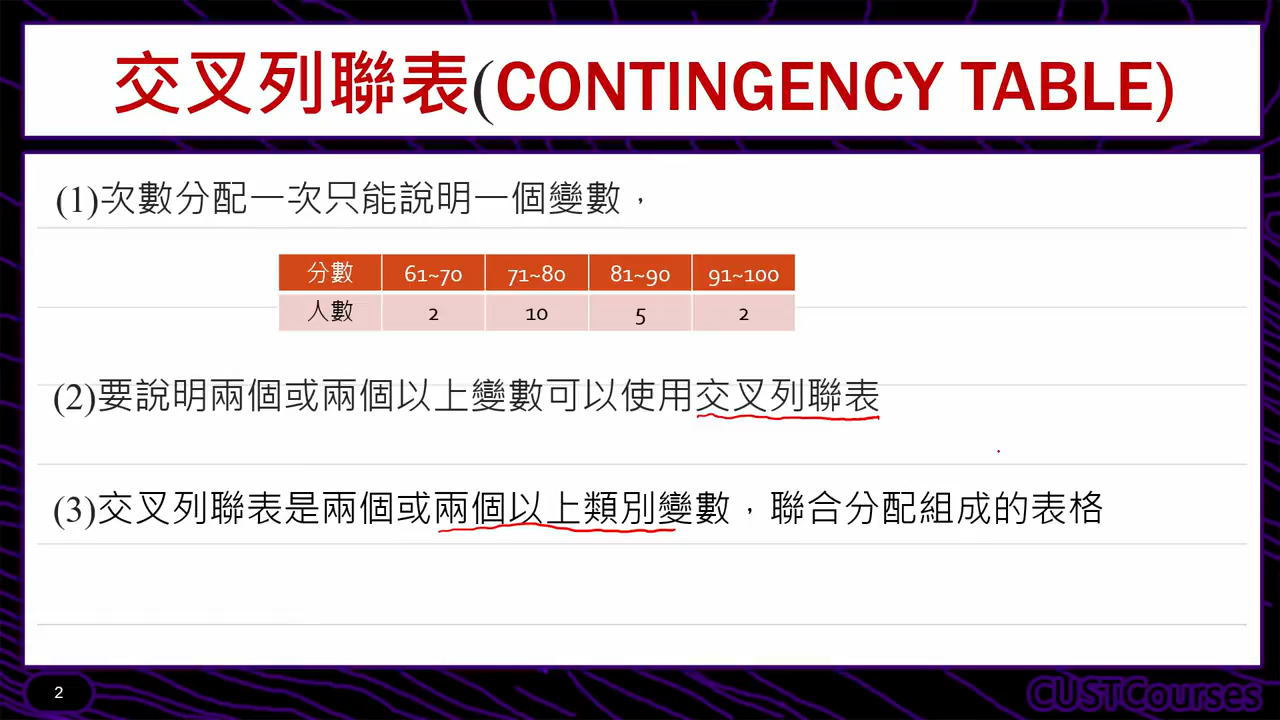 交叉列聯表(CONTINGENCY TABLE)
(1)次數分配一次只能說明一個變數，
分數 61~70 71~80 81~90 91~100
人數 2 10 5 2
(2)要說明兩個或兩個以上變數可以使用交叉列聯表
(3)交叉列聯表是兩個或兩個以上類別變數，聯合分配組成的表格
2
CUSTCourses